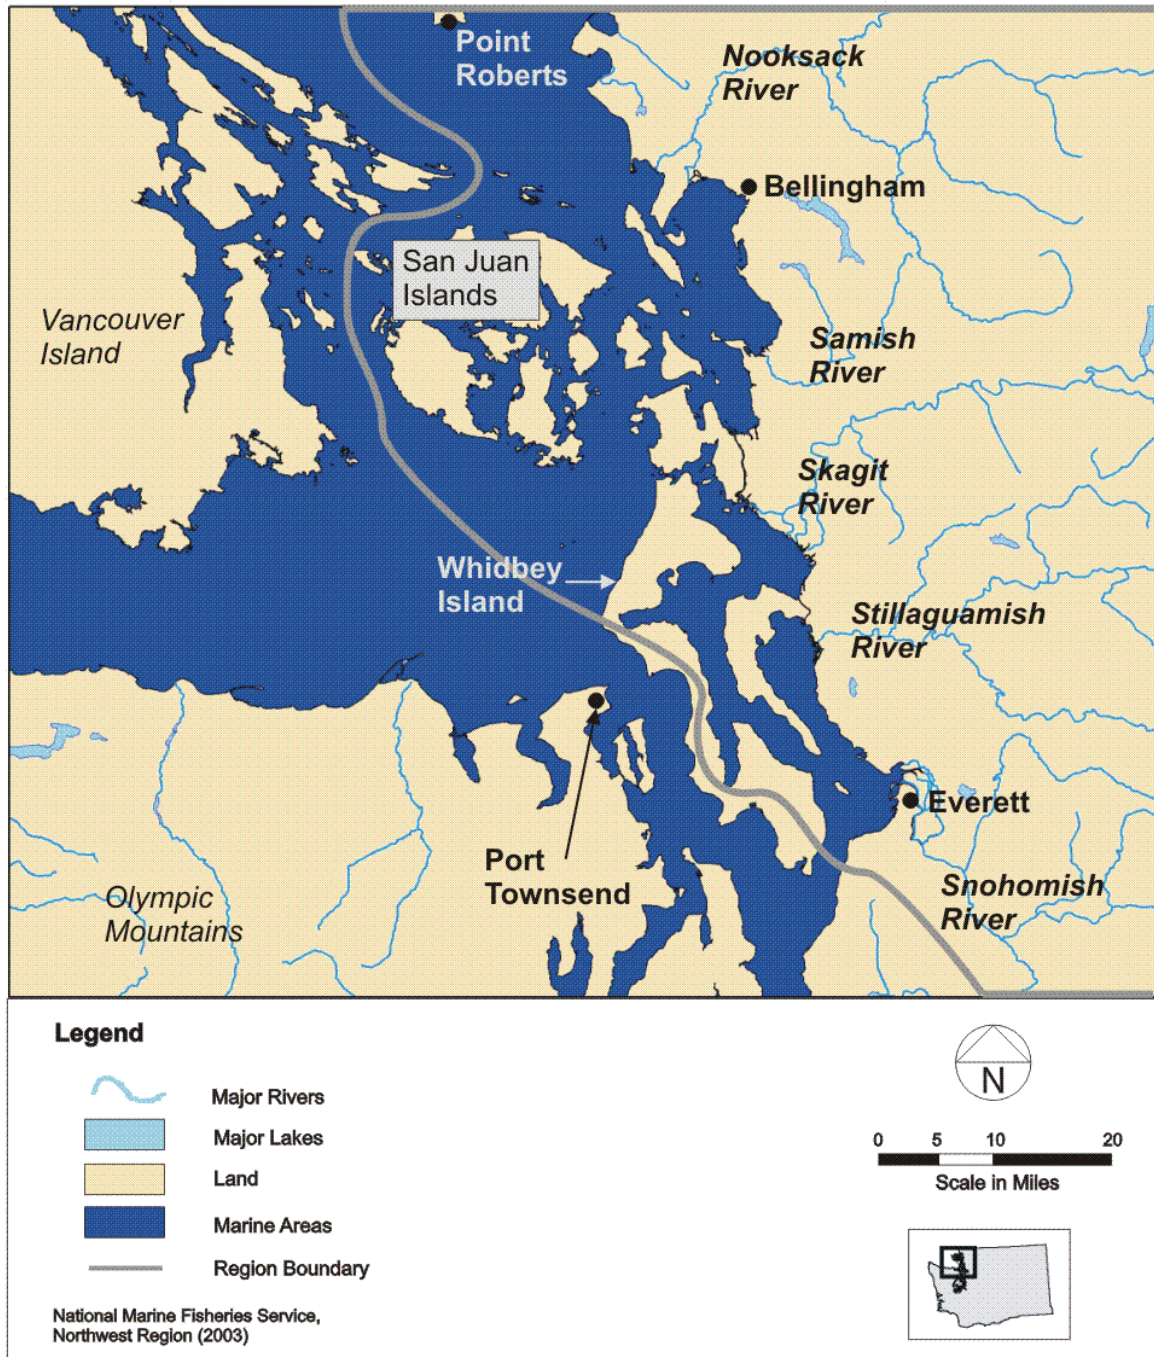 Point
Roberts
Nooksack
River
Bellingham
San Juan
Islands
Vancouver
Island
Samish
River
Skagit
River
Whidbey
Island
Stillaguamish
River
Everett
Port
Townsend
Snohomish
River
Olympic
Mountains
Legend
Major Rivers
Major Lakes
Land
Marine Areas
Region Boundary
National Marine Fisheries Service,
Northwest Region (2003)
N
0 5 10 20
Scale in Miles